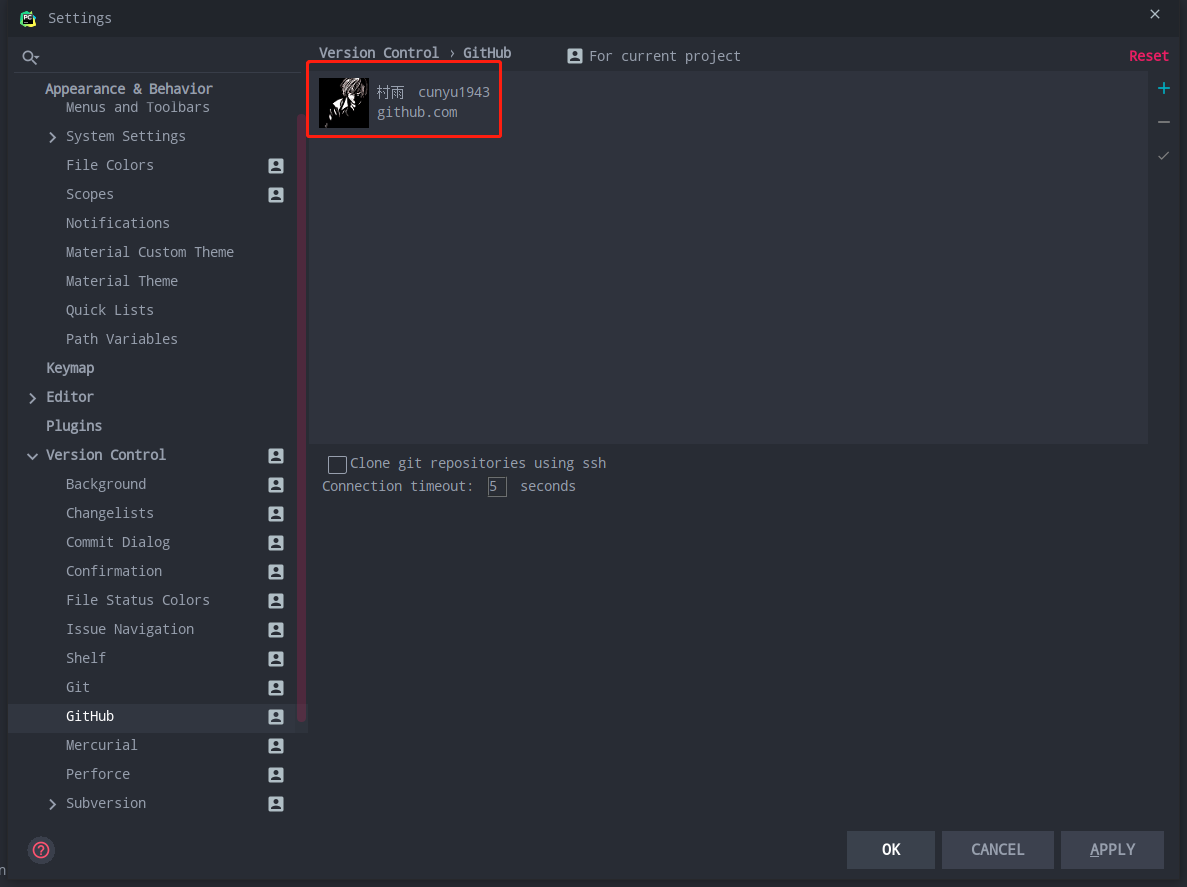 Settings
Version Control › GitHub
For current project
Reset
Appearance & Behavior
Menus and Toolbars
System Settings
File Colors
Scopes
Notifications
Material Custom Theme
Material Theme
Quick Lists
Path Variables
Keymap
Editor
Plugins
Version Control
Background
Changelists
Commit Dialog
Confirmation
File Status Colors
Issue Navigation
Shelf
Git
GitHub
Mercurial
Perforce
Subversion
村雨 cunyu1943
github.com
Clone git repositories using ssh
Connection timeout: 5 seconds
OK
CANCEL
APPLY
n